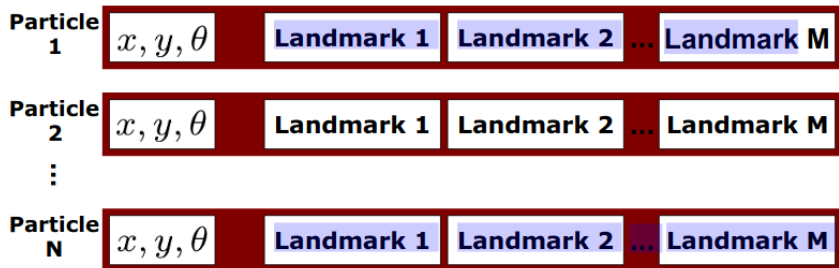 Particle 1 x, y, θ Landmark 1 Landmark 2 ... Landmark M
Particle 2 x, y, θ Landmark 1 Landmark 2 ... Landmark M
⋮
Particle N x, y, θ Landmark 1 Landmark 2 ... Landmark M